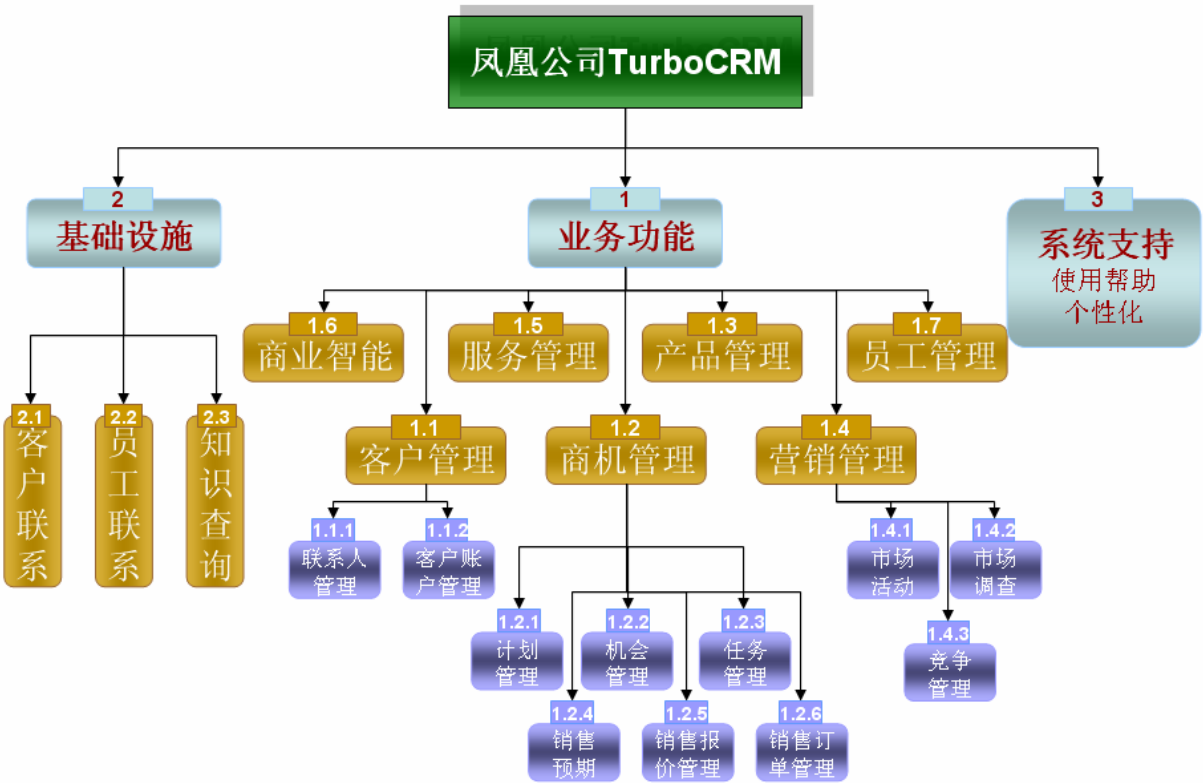 凤凰公司TurboCRM
2
基础设施
1
业务功能
3
系统支持
使用帮助
个性化
1.6
商业智能
1.5
服务管理
1.3
产品管理
1.7
员工管理
2.1
客户联系
2.2
员工联系
2.3
知识查询
1.1
客户管理
1.2
商机管理
1.4
营销管理
1.1.1
联系人
管理
1.1.2
客户账
户管理
1.4.1
市场
活动
1.4.2
市场
调查
1.2.1
计划
管理
1.2.2
机会
管理
1.2.3
任务
管理
1.4.3
竞争
管理
1.2.4
销售
预期
1.2.5
销售报
价管理
1.2.6
销售订
单管理